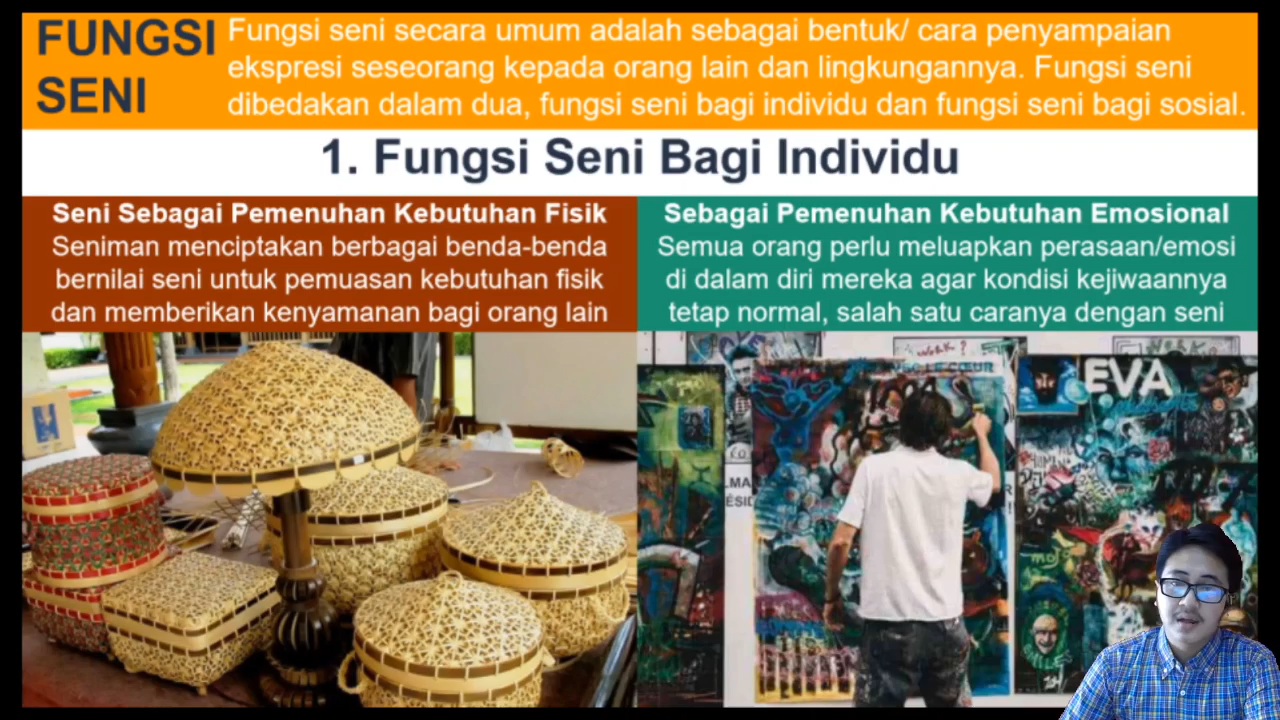 FUNGSI
SENI
Fungsi seni secara umum adalah sebagai bentuk/ cara penyampaian
ekspresi seseorang kepada orang lain dan lingkungannya. Fungsi seni
dibedakan dalam dua, fungsi seni bagi individu dan fungsi seni bagi sosial.
1. Fungsi Seni Bagi Individu
Seni Sebagai Pemenuhan Kebutuhan Fisik
Seniman menciptakan berbagai benda-benda
bernilai seni untuk pemuasan kebutuhan fisik
dan memberikan kenyamanan bagi orang lain
Sebagai Pemenuhan Kebutuhan Emosional
Semua orang perlu meluapkan perasaan/emosi
di dalam diri mereka agar kondisi kejiwaannya
tetap normal, salah satu caranya dengan seni
WORK ?
EVA